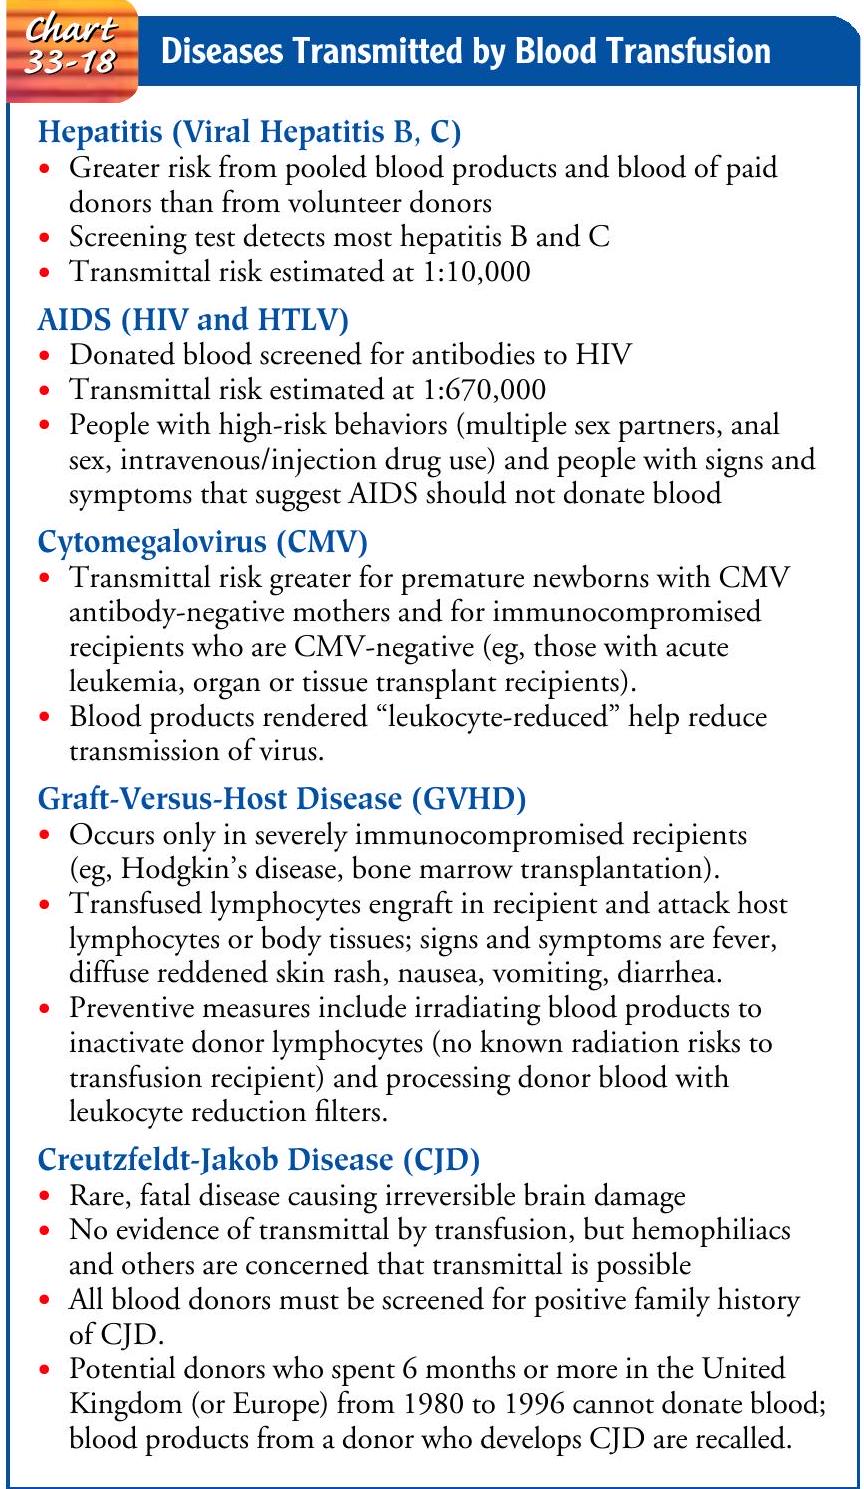 Chart
33-18
Diseases Transmitted by Blood Transfusion
Hepatitis (Viral Hepatitis B, C)
• Greater risk from pooled blood products and blood of paid
donors than from volunteer donors
• Screening test detects most hepatitis B and C
• Transmittal risk estimated at 1:10,000
AIDS (HIV and HTLV)
• Donated blood screened for antibodies to HIV
• Transmittal risk estimated at 1:670,000
• People with high-risk behaviors (multiple sex partners, anal
sex, intravenous/injection drug use) and people with signs and
symptoms that suggest AIDS should not donate blood
Cytomegalovirus (CMV)
• Transmittal risk greater for premature newborns with CMV
antibody-negative mothers and for immunocompromised
recipients who are CMV-negative (eg, those with acute
leukemia, organ or tissue transplant recipients).
• Blood products rendered “leukocyte-reduced” help reduce
transmission of virus.
Graft-Versus-Host Disease (GVHD)
• Occurs only in severely immunocompromised recipients
(eg, Hodgkin’s disease, bone marrow transplantation).
• Transfused lymphocytes engraft in recipient and attack host
lymphocytes or body tissues; signs and symptoms are fever,
diffuse reddened skin rash, nausea, vomiting, diarrhea.
• Preventive measures include irradiating blood products to
inactivate donor lymphocytes (no known radiation risks to
transfusion recipient) and processing donor blood with
leukocyte reduction filters.
Creutzfeldt-Jakob Disease (CJD)
• Rare, fatal disease causing irreversible brain damage
• No evidence of transmittal by transfusion, but hemophiliacs
and others are concerned that transmittal is possible
• All blood donors must be screened for positive family history
of CJD.
• Potential donors who spent 6 months or more in the United
Kingdom (or Europe) from 1980 to 1996 cannot donate blood;
blood products from a donor who develops CJD are recalled.